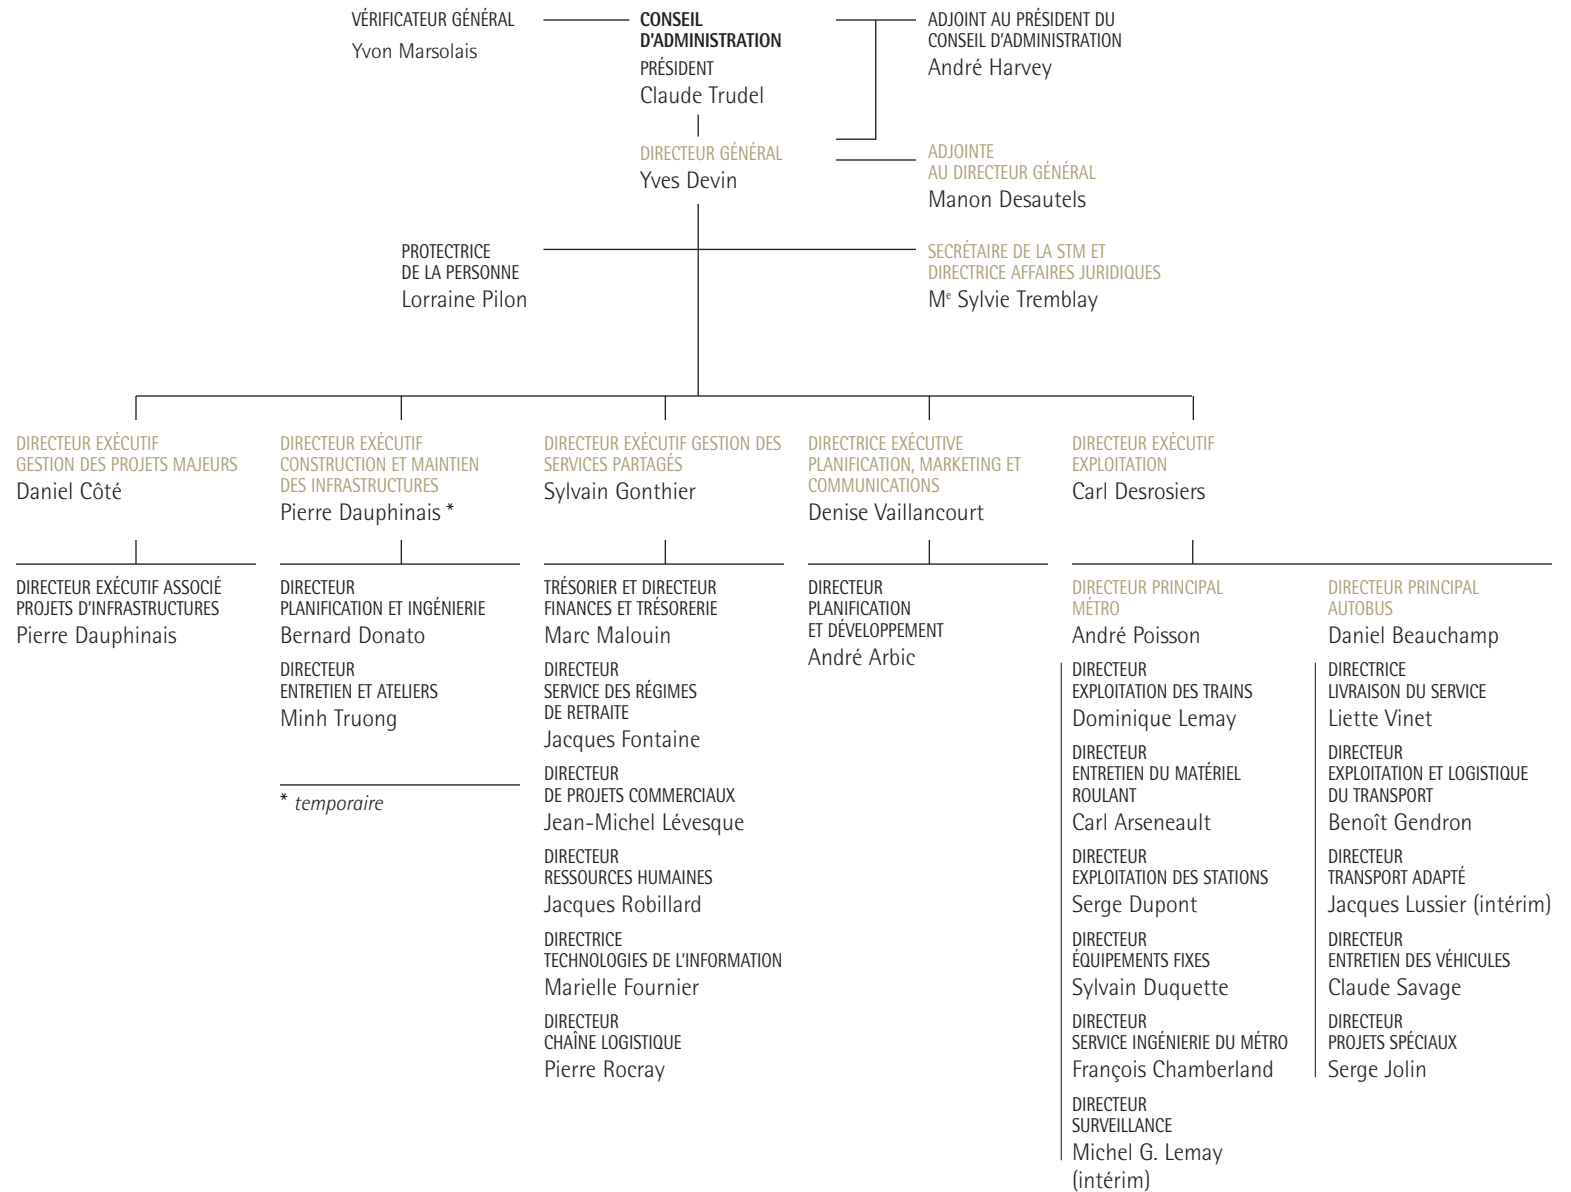 VÉRIFICATEUR GÉNÉRAL
Yvon Marsolais
CONSEIL
D'ADMINISTRATION
PRÉSIDENT
Claude Trudel
ADJOINT AU PRÉSIDENT DU
CONSEIL D'ADMINISTRATION
André Harvey
DIRECTEUR GÉNÉRAL
Yves Devin
ADJOINTE
AU DIRECTEUR GÉNÉRAL
Manon Desautels
PROTECTRICE
DE LA PERSONNE
Lorraine Pilon
SECRÉTAIRE DE LA STM ET
DIRECTRICE AFFAIRES JURIDIQUES
Me Sylvie Tremblay
DIRECTEUR EXÉCUTIF
GESTION DES PROJETS MAJEURS
Daniel Côté
DIRECTEUR EXÉCUTIF ASSOCIÉ
PROJETS D'INFRASTRUCTURES
Pierre Dauphinais
DIRECTEUR EXÉCUTIF
CONSTRUCTION ET MAINTIEN
DES INFRASTRUCTURES
Pierre Dauphinais *
DIRECTEUR
PLANIFICATION ET INGÉNIERIE
Bernard Donato
DIRECTEUR
ENTRETIEN ET ATELIERS
Minh Truong
* temporaire
DIRECTEUR EXÉCUTIF GESTION DES
SERVICES PARTAGÉS
Sylvain Gonthier
TRÉSORIER ET DIRECTEUR
FINANCES ET TRÉSORERIE
Marc Malouin
DIRECTEUR
SERVICE DES RÉGIMES
DE RETRAITE
Jacques Fontaine
DIRECTEUR
DE PROJETS COMMERCIAUX
Jean-Michel Lévesque
DIRECTEUR
RESSOURCES HUMAINES
Jacques Robillard
DIRECTRICE
TECHNOLOGIES DE L'INFORMATION
Marielle Fournier
DIRECTEUR
CHAÎNE LOGISTIQUE
Pierre Rocray
DIRECTRICE EXÉCUTIVE
PLANIFICATION, MARKETING ET
COMMUNICATIONS
Denise Vaillancourt
DIRECTEUR
PLANIFICATION
ET DÉVELOPPEMENT
André Arbic
DIRECTEUR EXÉCUTIF
EXPLOITATION
Carl Desrosiers
DIRECTEUR PRINCIPAL
MÉTRO
André Poisson
DIRECTEUR
EXPLOITATION DES TRAINS
Dominique Lemay
DIRECTEUR
ENTRETIEN DU MATÉRIEL
ROULANT
Carl Arseneault
DIRECTEUR
EXPLOITATION DES STATIONS
Serge Dupont
DIRECTEUR
ÉQUIPEMENTS FIXES
Sylvain Duquette
DIRECTEUR
SERVICE INGÉNIERIE DU MÉTRO
François Chamberland
DIRECTEUR
SURVEILLANCE
Michel G. Lemay
(intérim)
DIRECTEUR PRINCIPAL
AUTOBUS
Daniel Beauchamp
DIRECTRICE
LIVRAISON DU SERVICE
Liette Vinet
DIRECTEUR
EXPLOITATION ET LOGISTIQUE
DU TRANSPORT
Benoît Gendron
DIRECTEUR
TRANSPORT ADAPTÉ
Jacques Lussier (intérim)
DIRECTEUR
ENTRETIEN DES VÉHICULES
Claude Savage
DIRECTEUR
PROJETS SPÉCIAUX
Serge Jolin